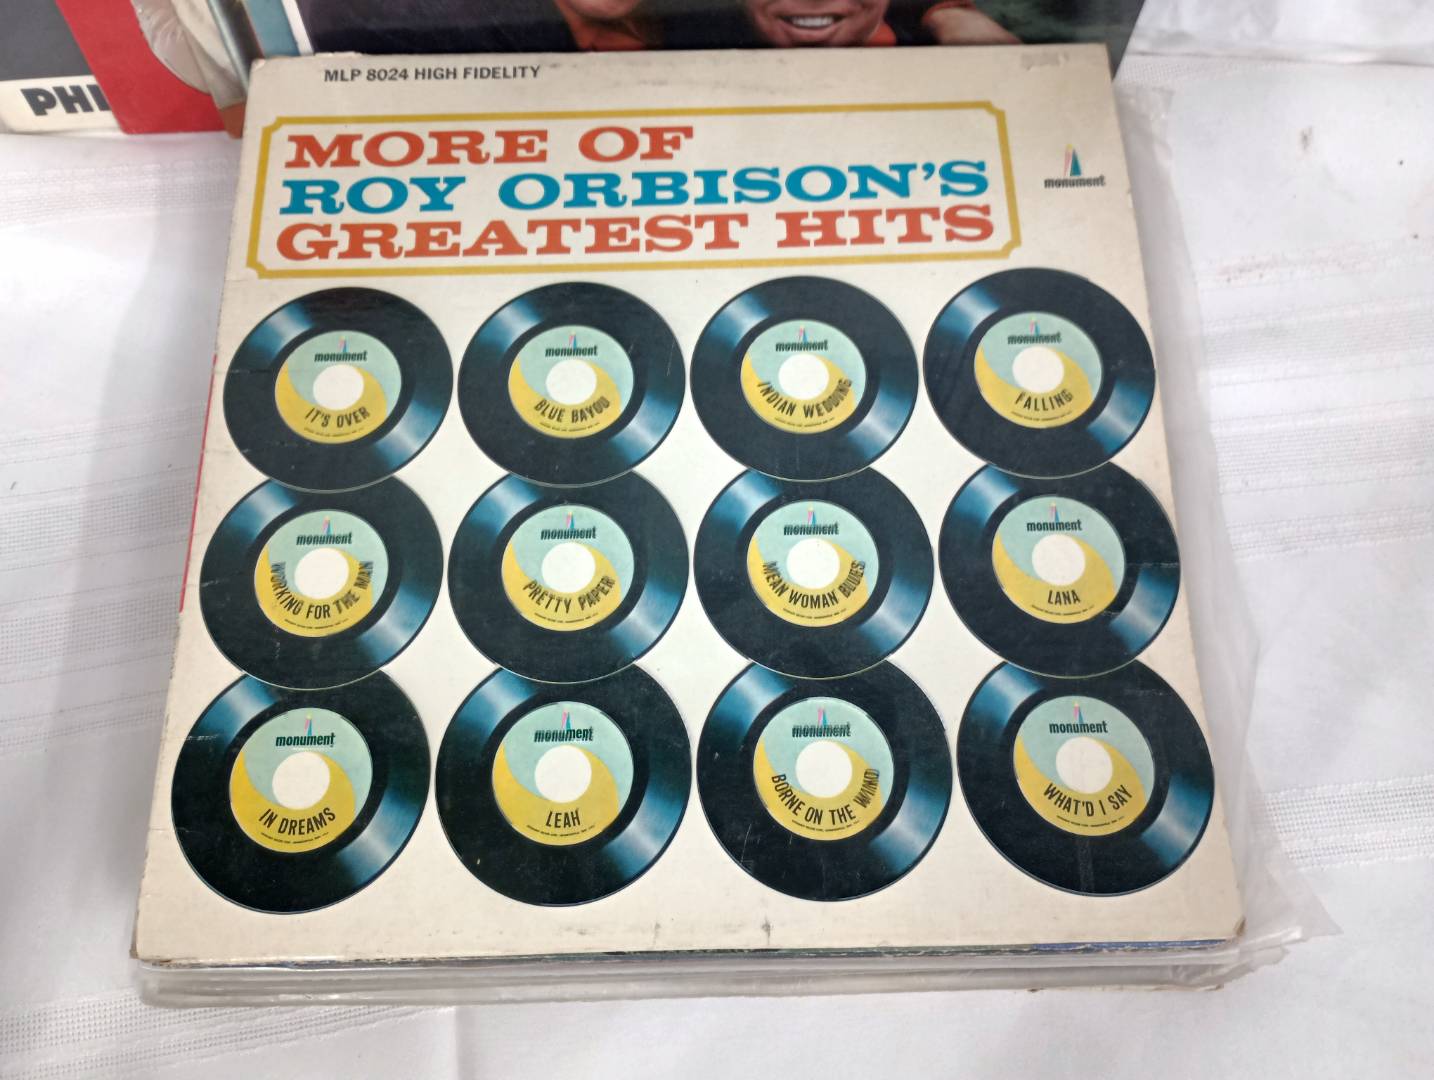 PHI
MLP 8024 HIGH FIDELITY
MORE OF
ROY ORBISON'S
GREATEST HITS
monument
monument
IT'S OVER
monument
BLUE BAYOU
monument
INDIAN WEDDING
monument
FALLING
monument
WORKING FOR THE MAN
monument
PRETTY PAPER
monument
MEAN WOMAN BLUES
monument
LANA
monument
IN DREAMS
monument
LEAH
monument
BORNE ON THE WIND
monument
WHAT'D I SAY